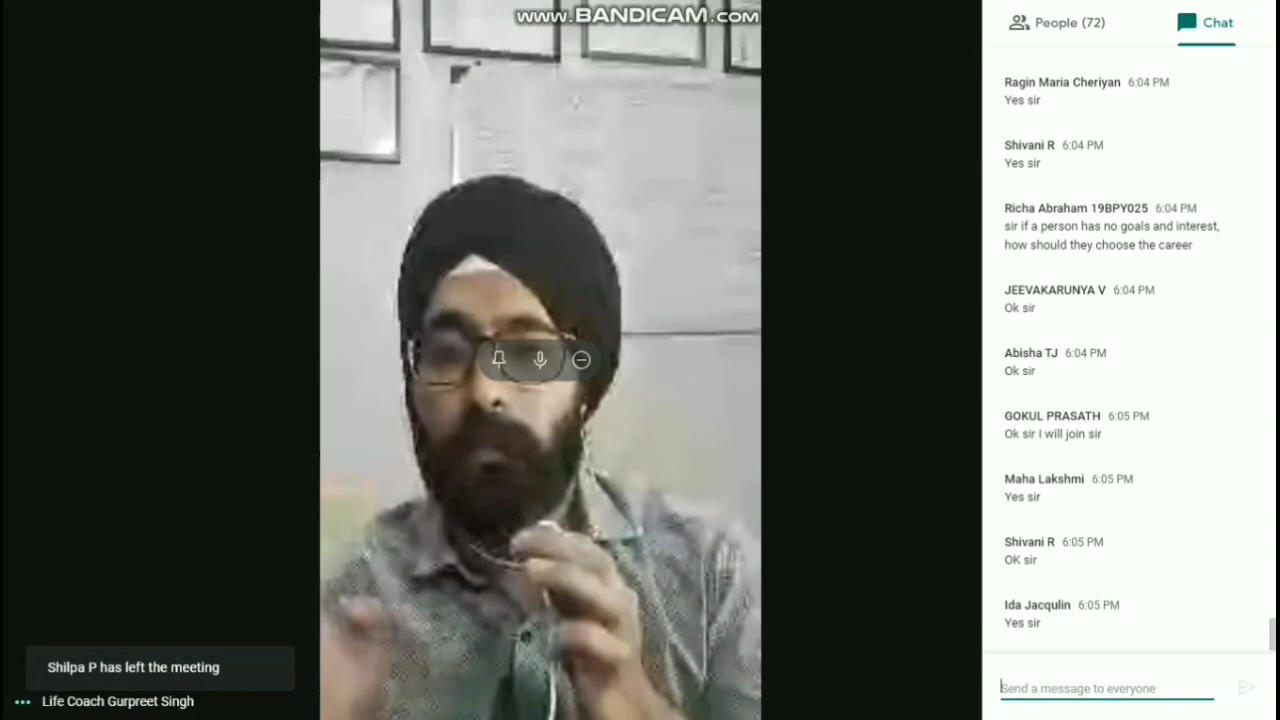 www.BANDICAM.com
People (72)
Chat
Ragin Maria Cheriyan 6:04 PM
Yes sir
Shivani R 6:04 PM
Yes sir
Richa Abraham 19BPY025 6:04 PM
sir if a person has no goals and interest,
how should they choose the career
JEEVAKARUNYA V 6:04 PM
Ok sir
Abisha TJ 6:04 PM
Ok sir
GOKUL PRASATH 6:05 PM
Ok sir I will join sir
Maha Lakshmi 6:05 PM
Yes sir
Shivani R 6:05 PM
OK sir
Ida Jacqulin 6:05 PM
Yes sir
Send a message to everyone
Shilpa P has left the meeting
Life Coach Gurpreet Singh